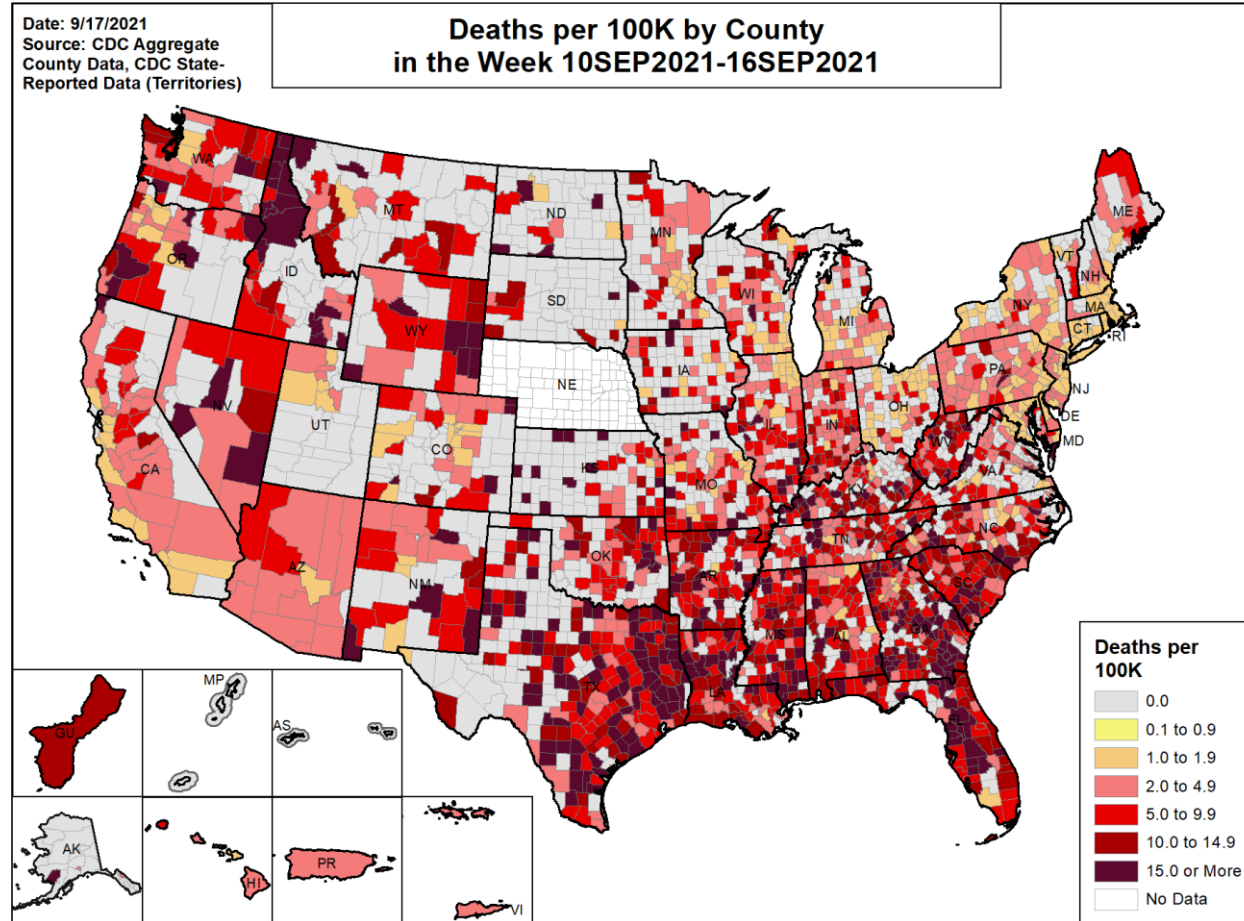 Date: 9/17/2021
Source: CDC Aggregate
County Data, CDC State-
Reported Data (Territories)
Deaths per 100K by County
in the Week 10SEP2021-16SEP2021
WA
MT
ND
MN
ME
OR
ID
SD
WI
MI
NY
VT
NH
MA
CT
RI
WY
NE
IA
PA
NJ
NV
UT
CO
IL
IN
OH
DE
MD
WV
VA
CA
KS
MO
KY
AZ
NM
OK
AR
TN
NC
SC
MS
AL
GA
TX
LA
FL
GU
MP
AS
AK
HI
PR
VI
Deaths per
100K
0.0
0.1 to 0.9
1.0 to 1.9
2.0 to 4.9
5.0 to 9.9
10.0 to 14.9
15.0 or More
No Data